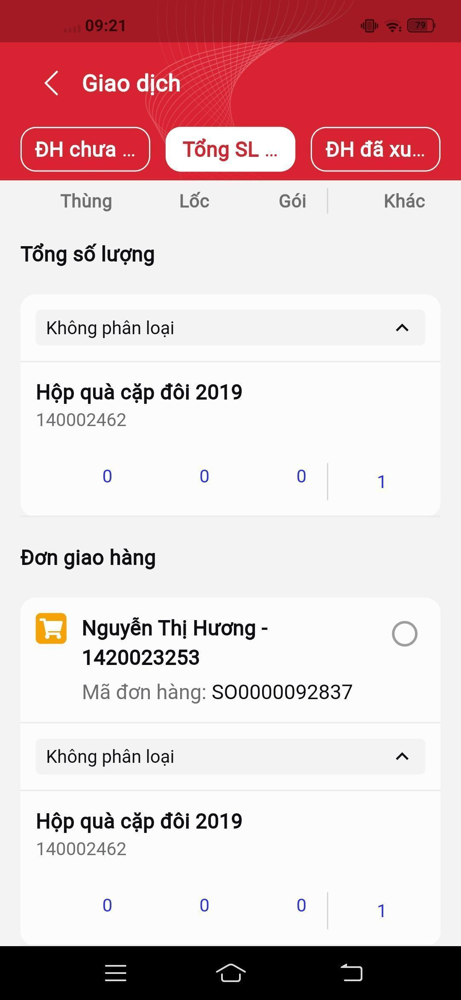 09:21
79
Giao dịch
ĐH chưa ...
Tổng SL ...
ĐH đã xu...
Thùng Lốc Gói Khác
Tổng số lượng
Không phân loại
Hộp quà cặp đôi 2019
140002462
0 0 0 1
Đơn giao hàng
Nguyễn Thị Hương -
1420023253
Mã đơn hàng: SO0000092837
Không phân loại
Hộp quà cặp đôi 2019
140002462
0 0 0 1